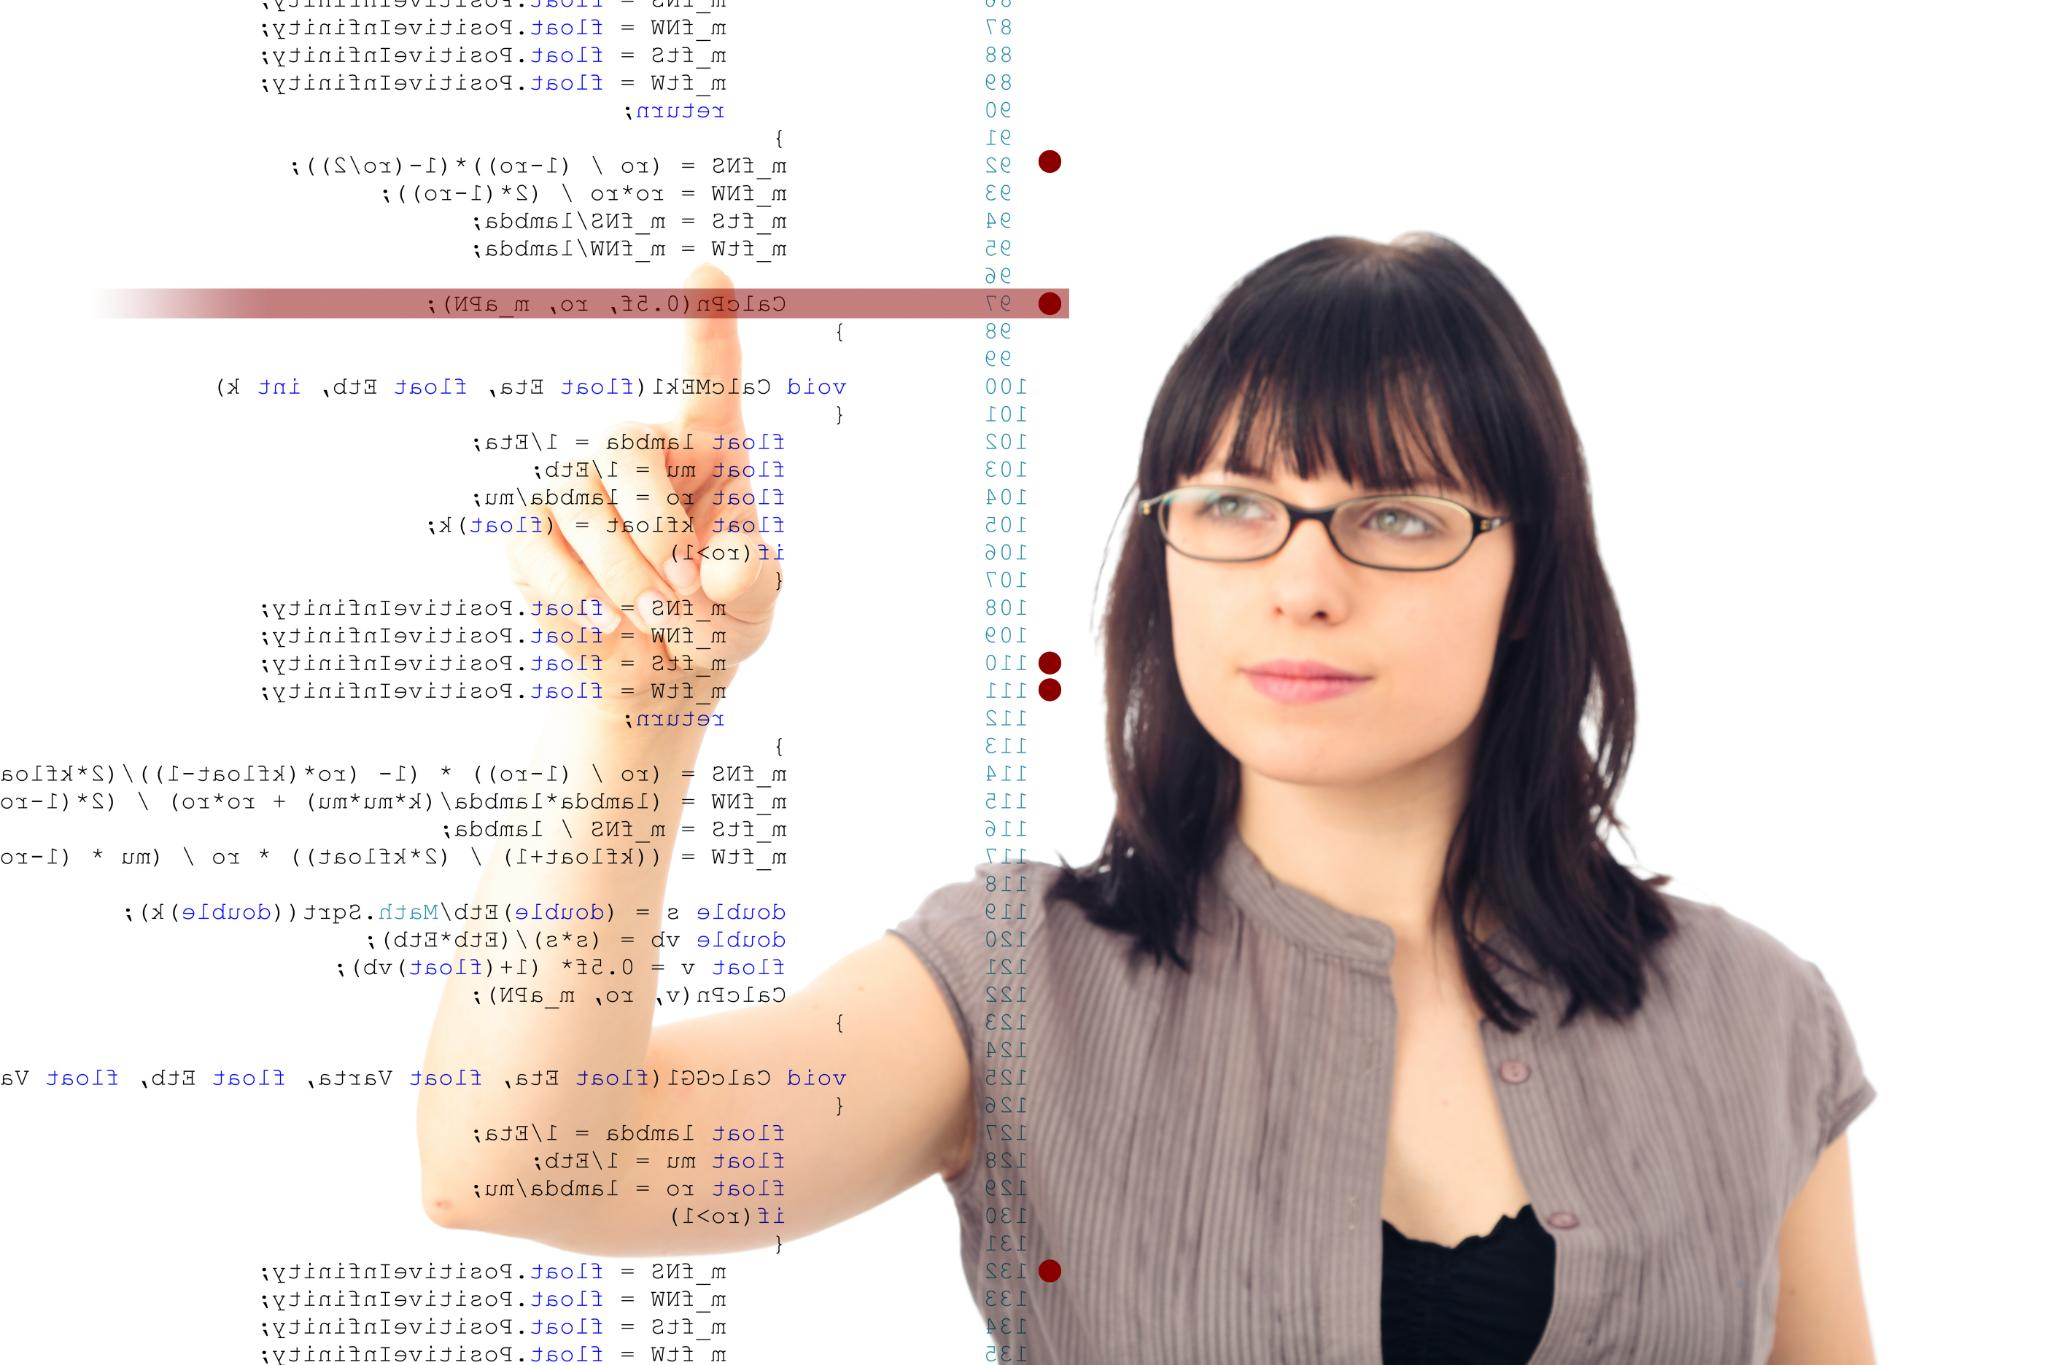 86 m_fNS = float.PositiveInfinity;
87 m_fNW = float.PositiveInfinity;
88 m_ftS = float.PositiveInfinity;
89 m_ftW = float.PositiveInfinity;
90 return;
91 }
92 m_fNS = (ro / (1-ro))*(1-(ro/2));
93 m_fNW = ro*ro / (2*(1-ro));
94 m_ftS = m_fNS/lambda;
95 m_ftW = m_fNW/lambda;
96
97 CalcPn(0.5f, ro, m_aPN);
98 }
99
100 void CalcMEk1(float Eta, float Etb, int k)
101 {
102 float lambda = 1/Eta;
103 float mu = 1/Etb;
104 float ro = lambda/mu;
105 float kfloat = (float)k;
106 if(ro>1)
107 {
108 m_fNS = float.PositiveInfinity;
109 m_fNW = float.PositiveInfinity;
110 m_ftS = float.PositiveInfinity;
111 m_ftW = float.PositiveInfinity;
112 return;
113 }
114 m_fNS = (ro / (1-ro)) * (1- (ro*(kfloat-1))/(2*kfloa
115 m_fNW = (lambda*lambda/(k*mu*mu) + ro*ro) / (2*(1-ro
116 m_ftS = m_fNS / lambda;
117 m_ftW = ((kfloat+1) / (2*kfloat)) * ro / (mu * (1-ro
118
119 double s = (double)Etb/Math.Sqrt((double)k);
120 double vb = (s*s)/(Etb*Etb);
121 float v = 0.5f* (1+(float)vb);
122 CalcPn(v, ro, m_aPN);
123 }
124
125 void CalcGG1(float Eta, float Varta, float Etb, float Va
126 {
127 float lambda = 1/Eta;
128 float mu = 1/Etb;
129 float ro = lambda/mu;
130 if(ro>1)
131 {
132 m_fNS = float.PositiveInfinity;
133 m_fNW = float.PositiveInfinity;
134 m_ftS = float.PositiveInfinity;
135 m_ftW = float.PositiveInfinity;